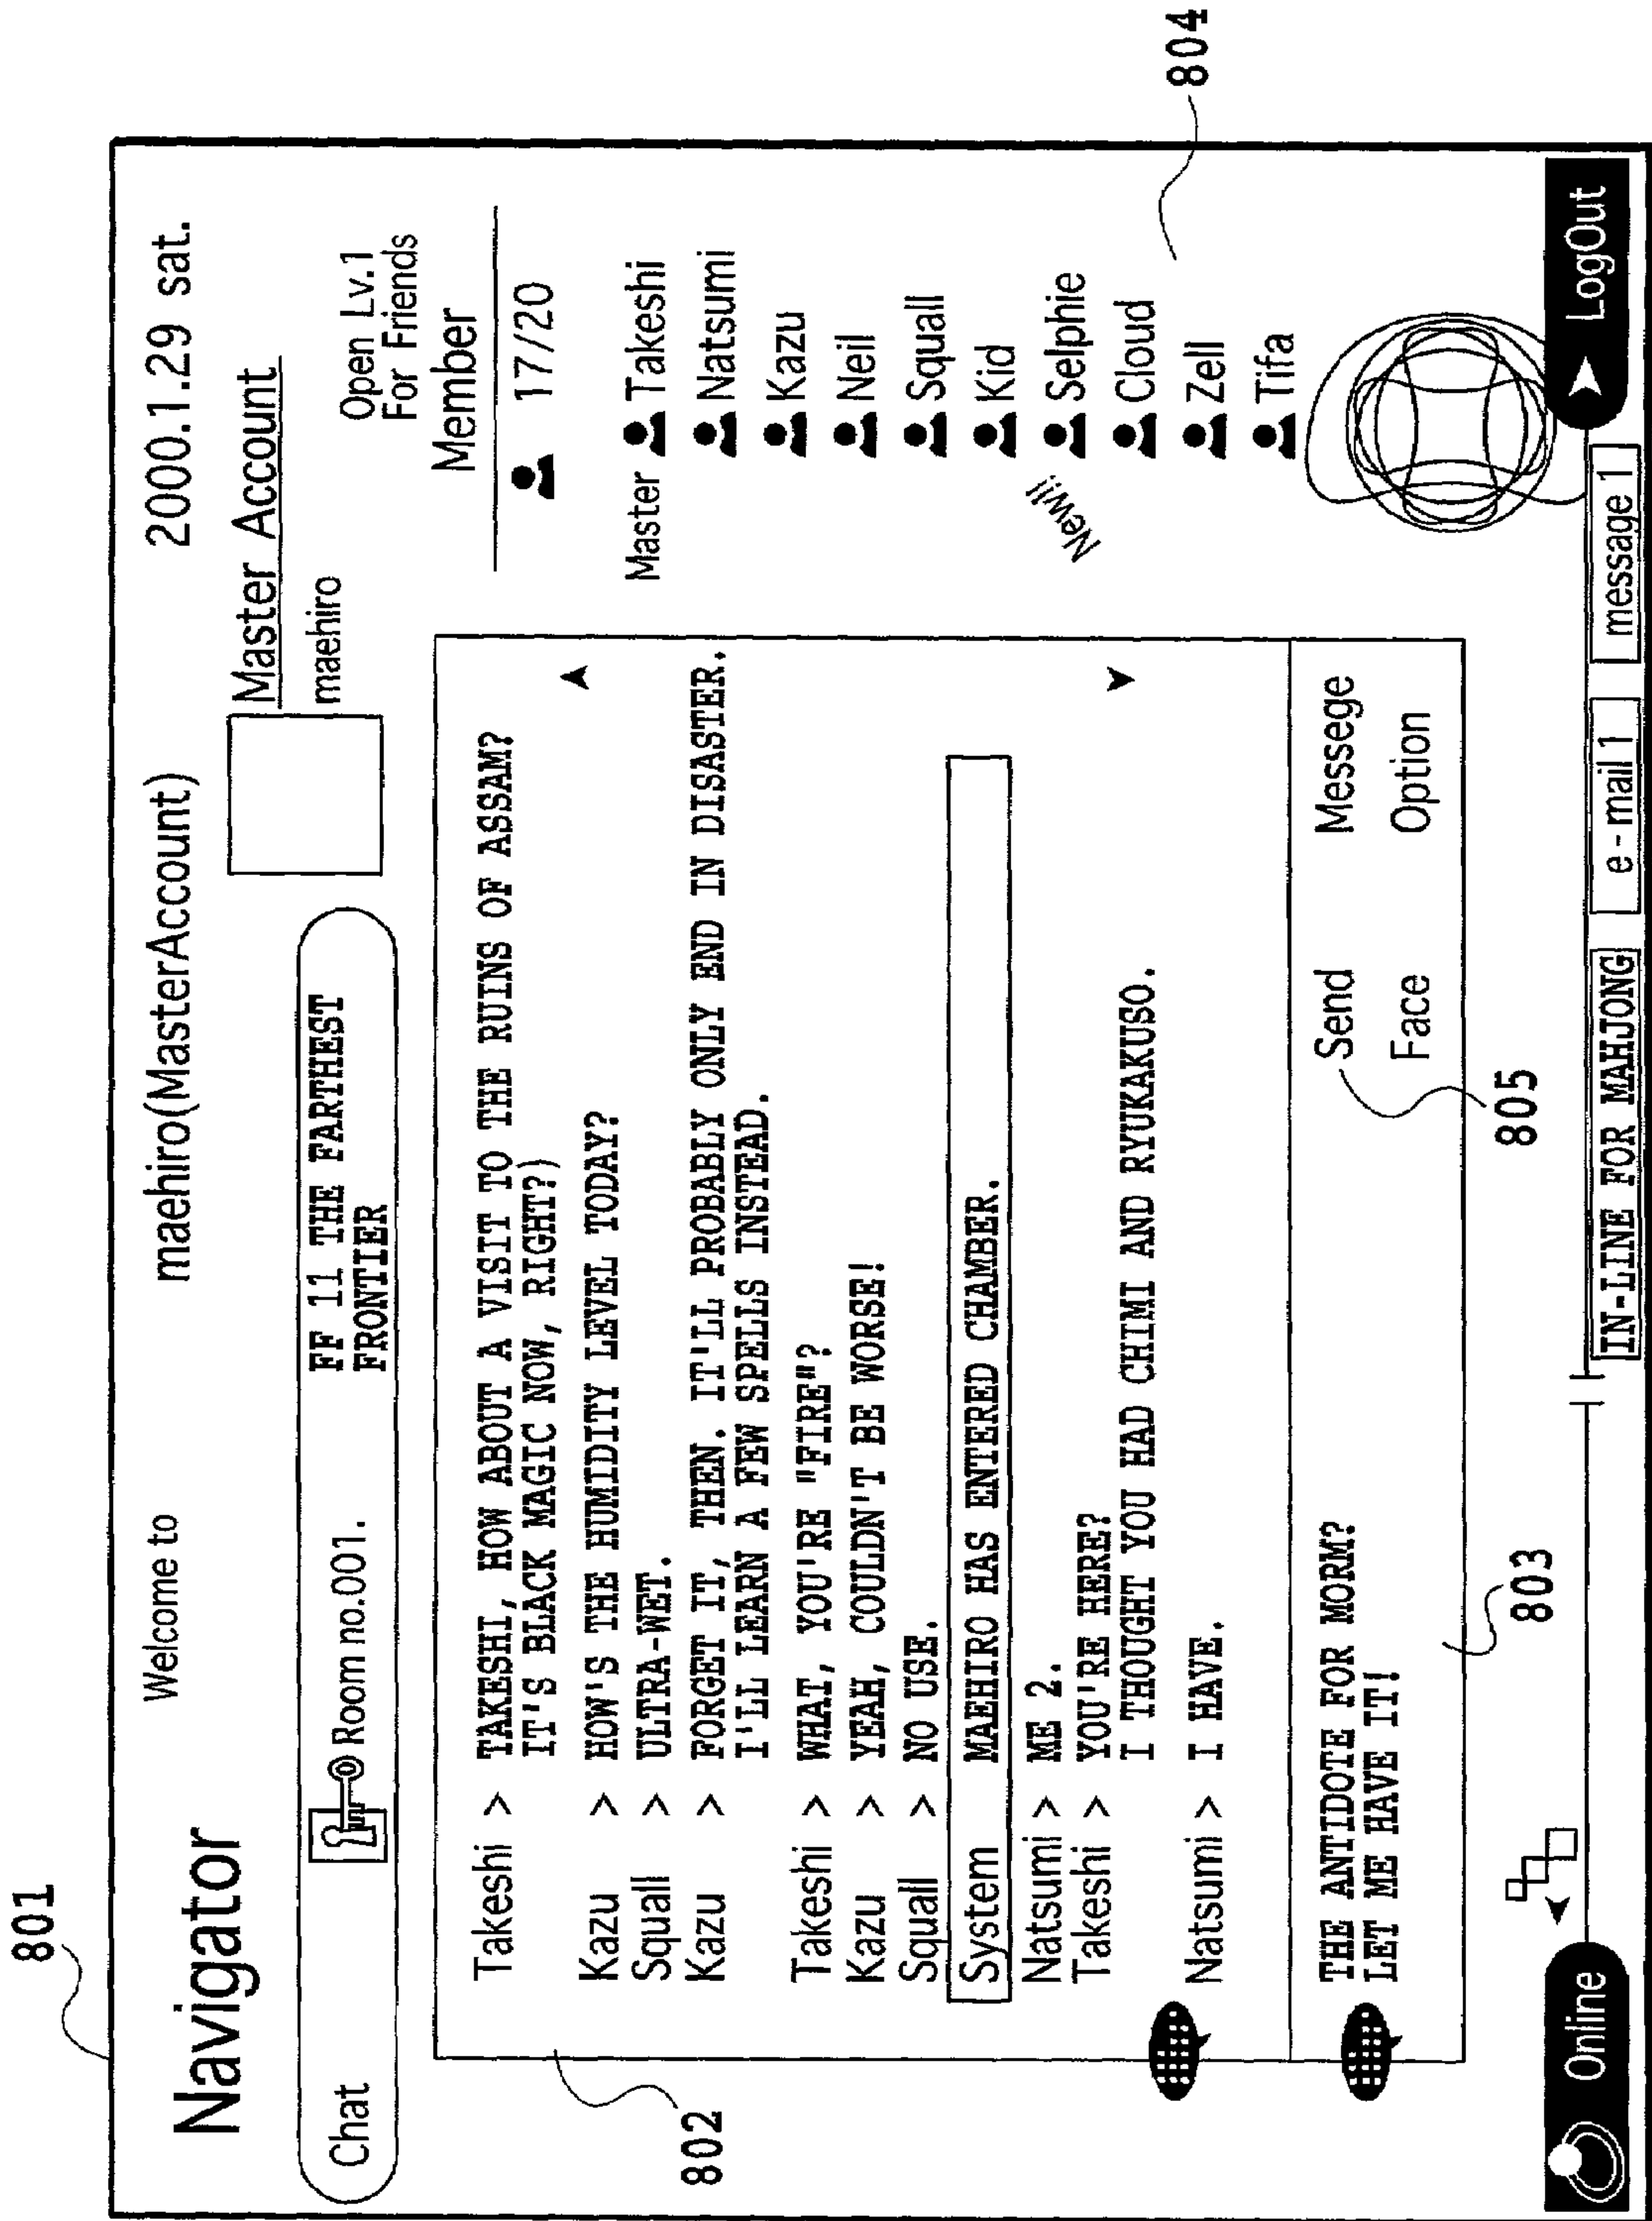 801
Navigator
Welcome to
maehiro(MasterAccount)
2000.1.29 sat.
Chat
Room no.001.
FF 11 THE FARTHEST
FRONTIER
Master Account
maehiro
Open Lv.1
For Friends
Member
17/20
Master Takeshi
Natsumi
Kazu
Neil
Squall
Kid
New!! Selphie
Cloud
Zell
Tifa
804
802
Takeshi > TAKESHI, HOW ABOUT A VISIT TO THE RUINS OF ASSAM?
IT'S BLACK MAGIC NOW, RIGHT?)
Kazu > HOW'S THE HUMIDITY LEVEL TODAY?
Squall > ULTRA-WET.
Kazu > FORGET IT, THEN. IT'LL PROBABLY ONLY END IN DISASTER.
I'LL LEARN A FEW SPELLS INSTEAD.
Takeshi > WHAT, YOU'RE "FIRE"?
Kazu > YEAH, COULDN'T BE WORSE!
Squall > NO USE.
System MAEHIRO HAS ENTERED CHAMBER.
Natsumi > ME 2.
Takeshi > YOU'RE HERE?
I THOUGHT YOU HAD CHIMI AND RYUKAKUSO.
Natsumi > I HAVE.
THE ANTIDOTE FOR MORM?
LET ME HAVE IT!
Send Messege
Face Option
803
805
Online
IN-LINE FOR MAHJONG
e-mail 1
message 1
LogOut